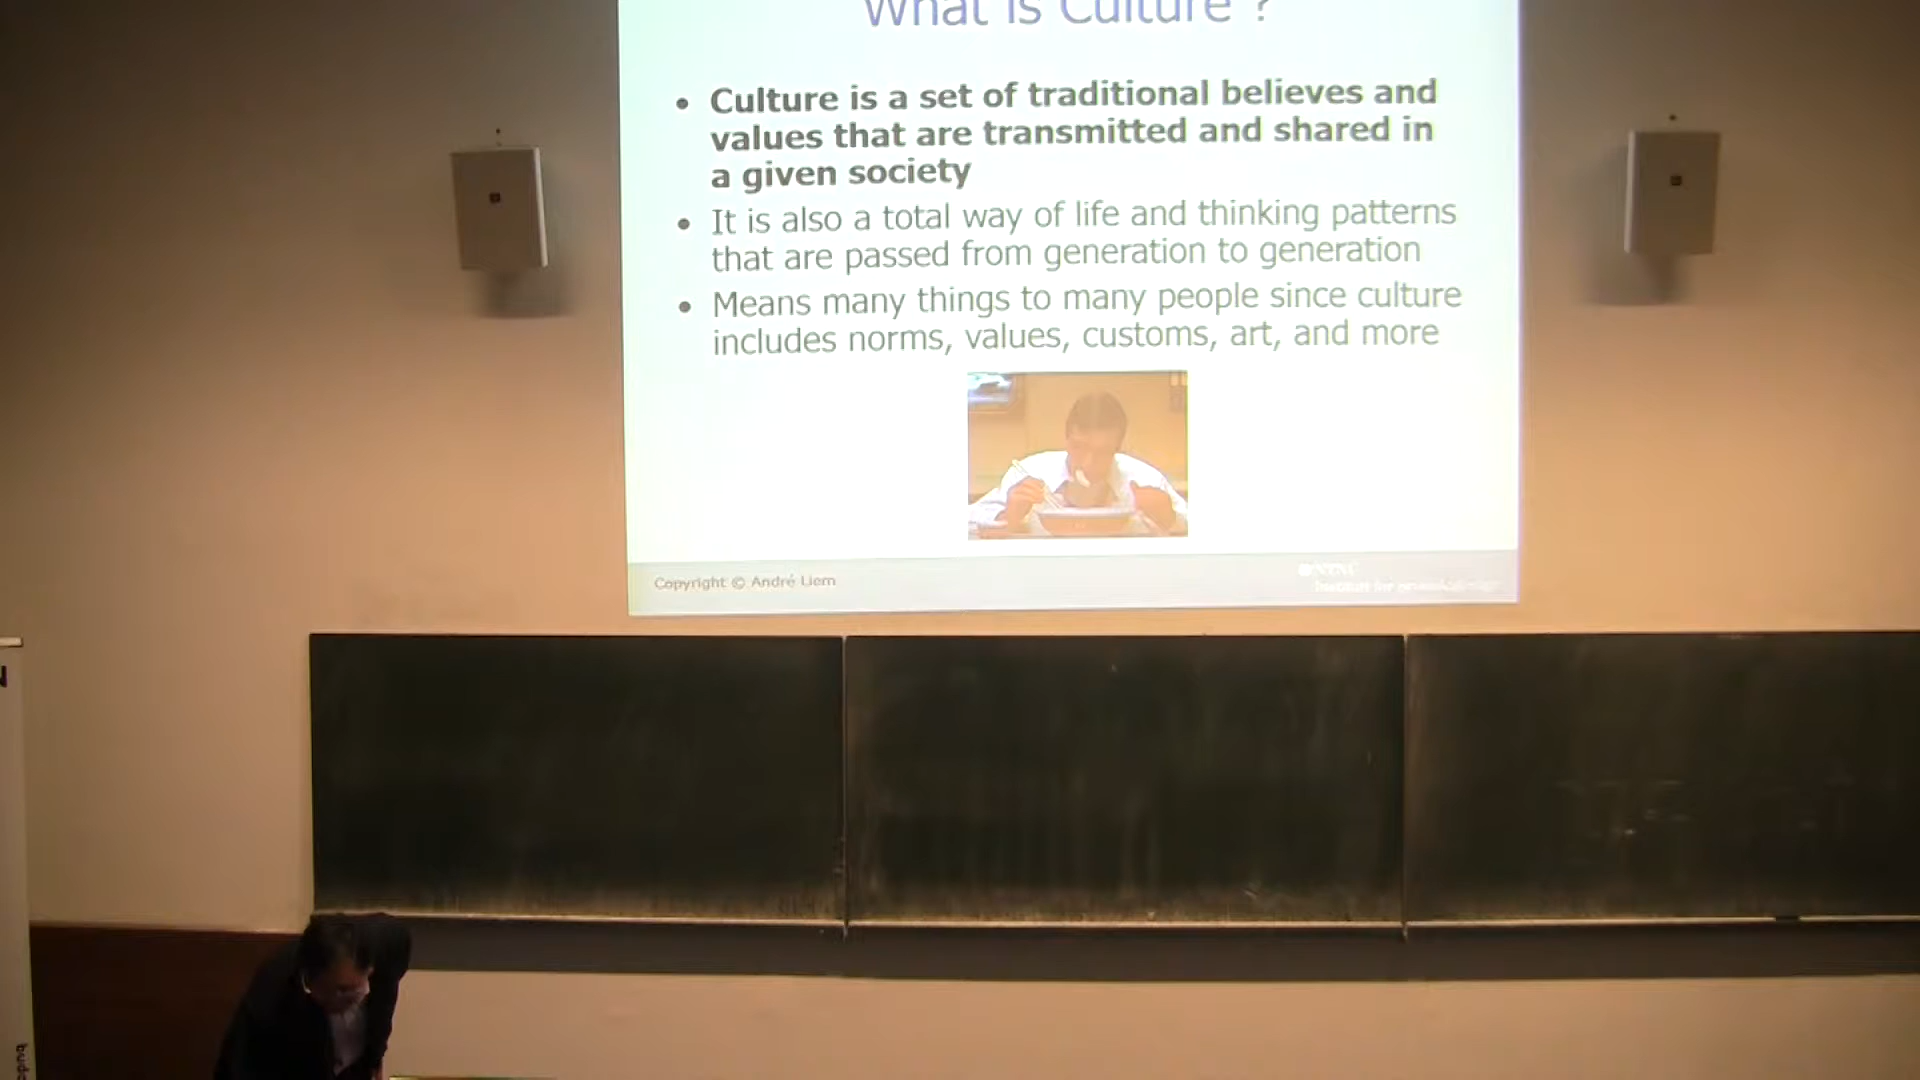 What is Culture ?
• Culture is a set of traditional believes and
values that are transmitted and shared in
a given society
• It is also a total way of life and thinking patterns
that are passed from generation to generation
• Means many things to many people since culture
includes norms, values, customs, art, and more
Copyright © André Liem